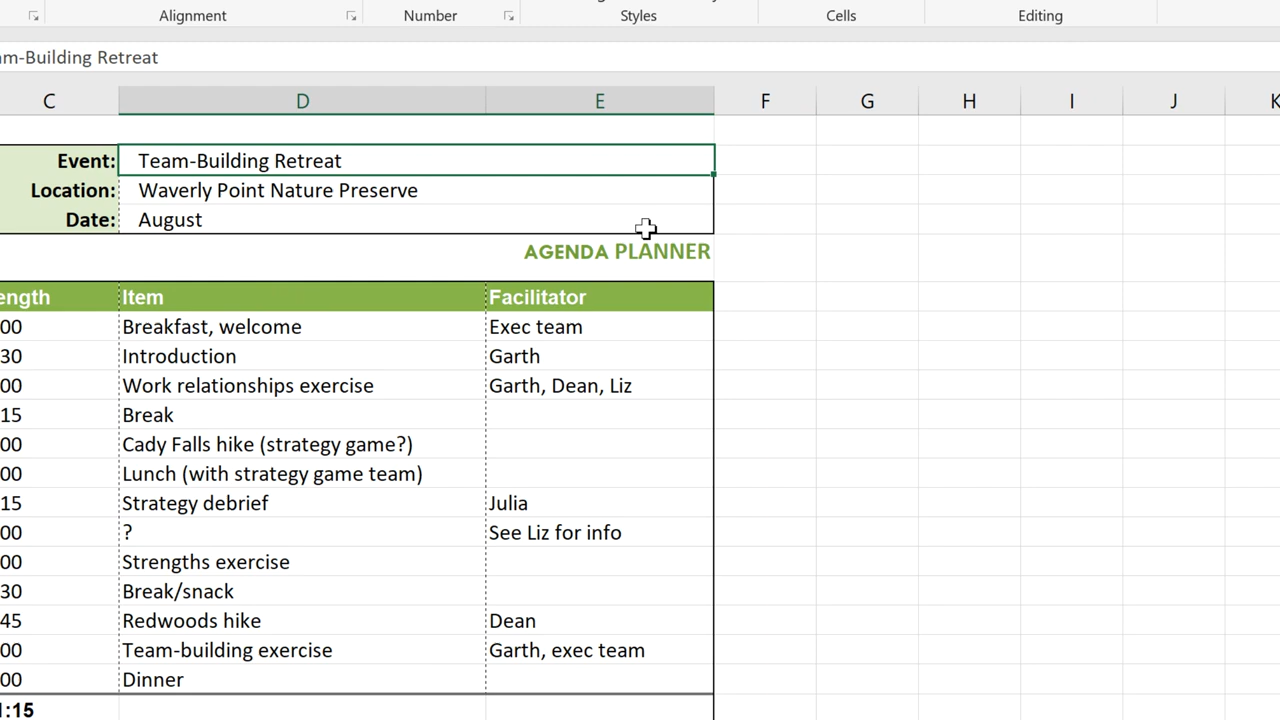 Alignment Number Styles Cells Editing
am-Building Retreat
C D E F G H I J K
Event: Team-Building Retreat
Location: Waverly Point Nature Preserve
Date: August
AGENDA PLANNER
ength Item Facilitator
00 Breakfast, welcome Exec team
30 Introduction Garth
00 Work relationships exercise Garth, Dean, Liz
15 Break
00 Cady Falls hike (strategy game?)
00 Lunch (with strategy game team)
15 Strategy debrief Julia
00 ? See Liz for info
00 Strengths exercise
30 Break/snack
45 Redwoods hike Dean
00 Team-building exercise Garth, exec team
00 Dinner
:15